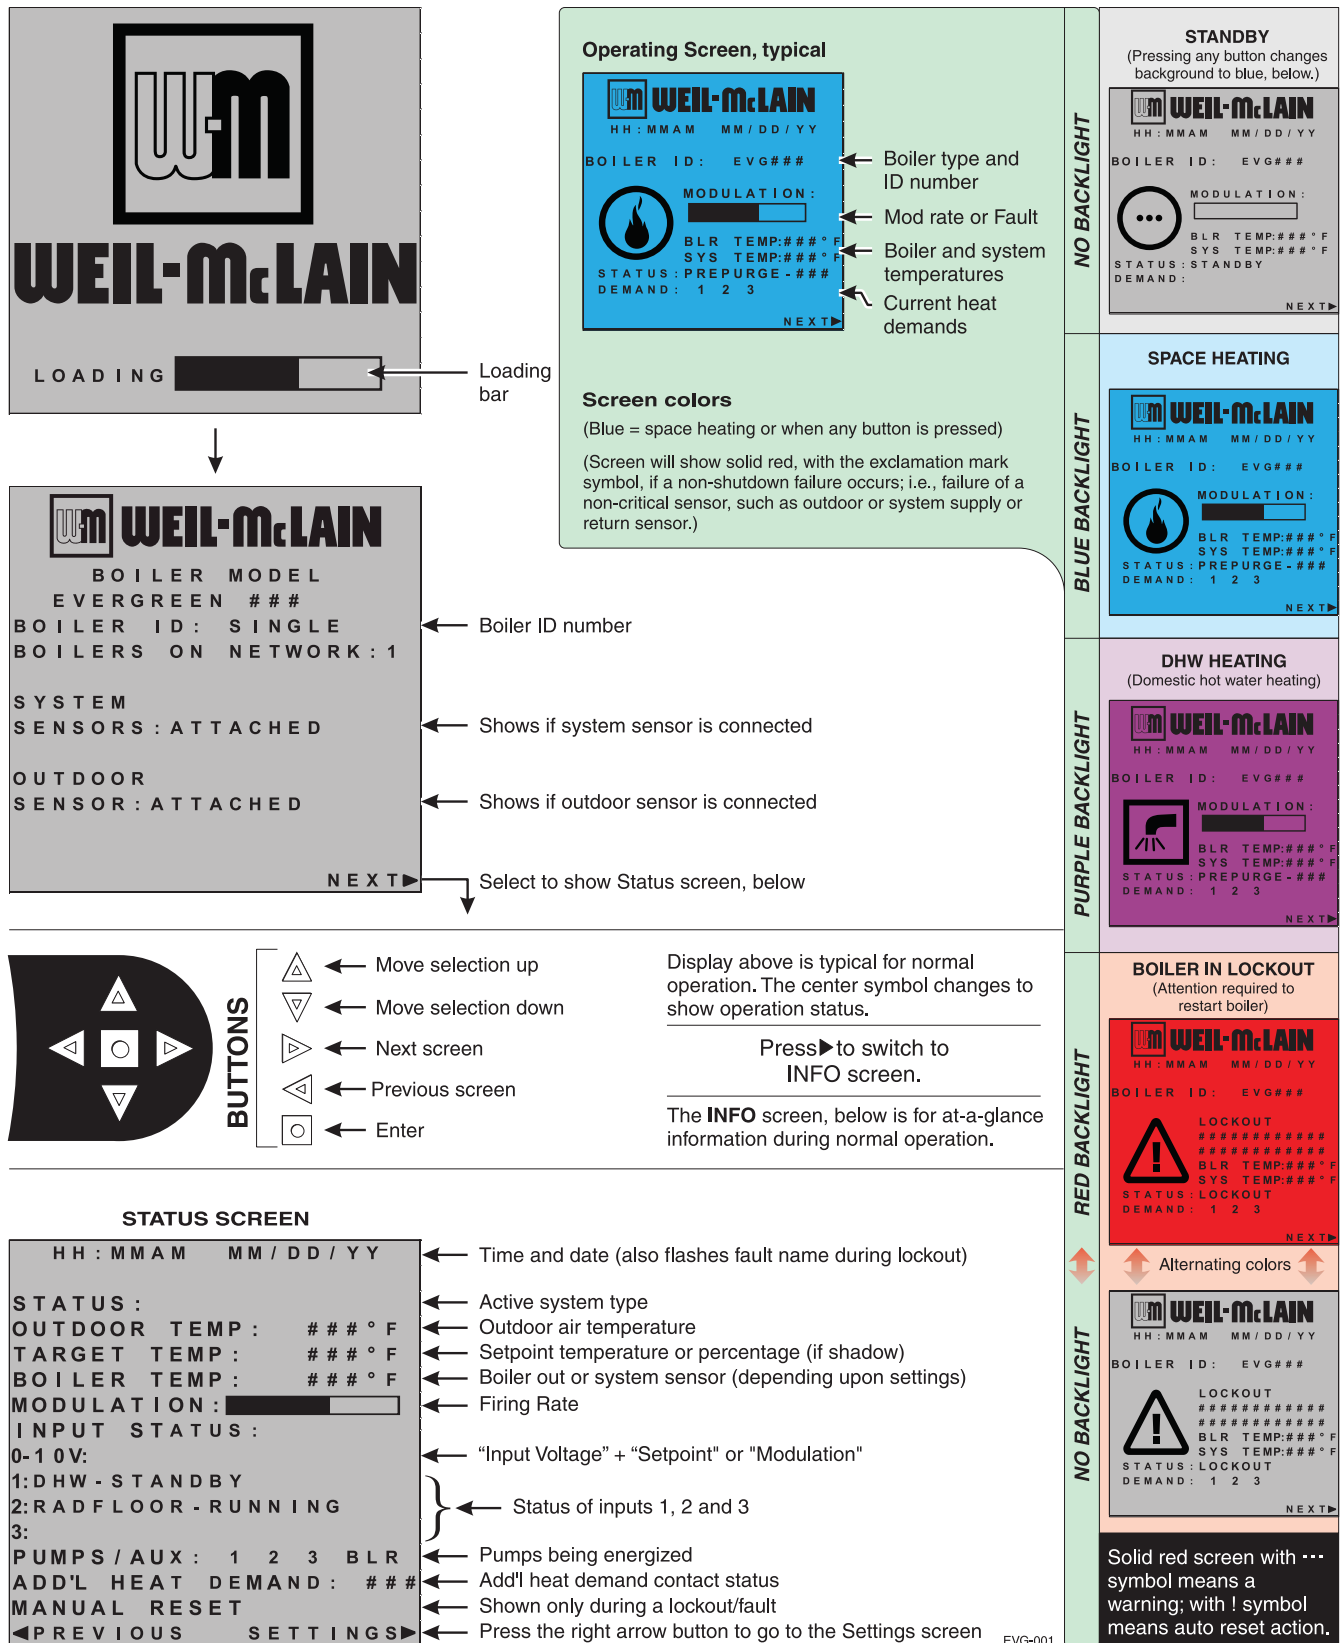 WM
WEIL-McLAIN
LOADING
Loading
bar
WM WEIL-McLAIN
BOILER MODEL
EVERGREEN ###
BOILER ID: SINGLE
BOILERS ON NETWORK:1
SYSTEM
SENSORS:ATTACHED
OUTDOOR
SENSOR:ATTACHED
NEXT▶
Boiler ID number
Shows if system sensor is connected
Shows if outdoor sensor is connected
Select to show Status screen, below
Operating Screen, typical
WM WEIL-McLAIN
HH:MMAM MM/DD/YY
BOILER ID: EVG###
MODULATION:
BLR TEMP:###°F
SYS TEMP:###°F
STATUS:PREPURGE-###
DEMAND: 1 2 3
NEXT▶
Boiler type and
ID number
Mod rate or Fault
Boiler and system
temperatures
Current heat
demands
Screen colors
(Blue = space heating or when any button is pressed)
(Screen will show solid red, with the exclamation mark
symbol, if a non-shutdown failure occurs; i.e., failure of a
non-critical sensor, such as outdoor or system supply or
return sensor.)
BUTTONS
Move selection up
Move selection down
Next screen
Previous screen
Enter
Display above is typical for normal
operation. The center symbol changes to
show operation status.
Press▶to switch to
INFO screen.
The INFO screen, below is for at-a-glance
information during normal operation.
STATUS SCREEN
HH:MMAM MM/DD/YY
STATUS:
OUTDOOR TEMP: ###°F
TARGET TEMP: ###°F
BOILER TEMP: ###°F
MODULATION:
INPUT STATUS:
0-10V:
1:DHW-STANDBY
2:RADFLOOR-RUNNING
3:
PUMPS/AUX: 1 2 3 BLR
ADD'L HEAT DEMAND: ###
MANUAL RESET
◀PREVIOUS SETTINGS▶
Time and date (also flashes fault name during lockout)
Active system type
Outdoor air temperature
Setpoint temperature or percentage (if shadow)
Boiler out or system sensor (depending upon settings)
Firing Rate
“Input Voltage” + “Setpoint" or "Modulation"
Status of inputs 1, 2 and 3
Pumps being energized
Add'l heat demand contact status
Shown only during a lockout/fault
Press the right arrow button to go to the Settings screen
EVG-001
NO BACKLIGHT
STANDBY
(Pressing any button changes
background to blue, below.)
WM WEIL-McLAIN
HH:MMAM MM/DD/YY
BOILER ID: EVG###
MODULATION:
BLR TEMP:###°F
SYS TEMP:###°F
STATUS:STANDBY
DEMAND:
NEXT▶
BLUE BACKLIGHT
SPACE HEATING
WM WEIL-McLAIN
HH:MMAM MM/DD/YY
BOILER ID: EVG###
MODULATION:
BLR TEMP:###°F
SYS TEMP:###°F
STATUS:PREPURGE-###
DEMAND: 1 2 3
NEXT▶
PURPLE BACKLIGHT
DHW HEATING
(Domestic hot water heating)
WM WEIL-McLAIN
HH:MMAM MM/DD/YY
BOILER ID: EVG###
MODULATION:
BLR TEMP:###°F
SYS TEMP:###°F
STATUS:PREPURGE-###
DEMAND: 1 2 3
NEXT▶
RED BACKLIGHT
BOILER IN LOCKOUT
(Attention required to
restart boiler)
WM WEIL-McLAIN
HH:MMAM MM/DD/YY
BOILER ID: EVG###
LOCKOUT
############
############
BLR TEMP:###°F
SYS TEMP:###°F
STATUS:LOCKOUT
DEMAND: 1 2 3
NEXT▶
Alternating colors
NO BACKLIGHT
WM WEIL-McLAIN
HH:MMAM MM/DD/YY
BOILER ID: EVG###
LOCKOUT
############
############
BLR TEMP:###°F
SYS TEMP:###°F
STATUS:LOCKOUT
DEMAND: 1 2 3
NEXT▶
Solid red screen with ···
symbol means a
warning; with ! symbol
means auto reset action.